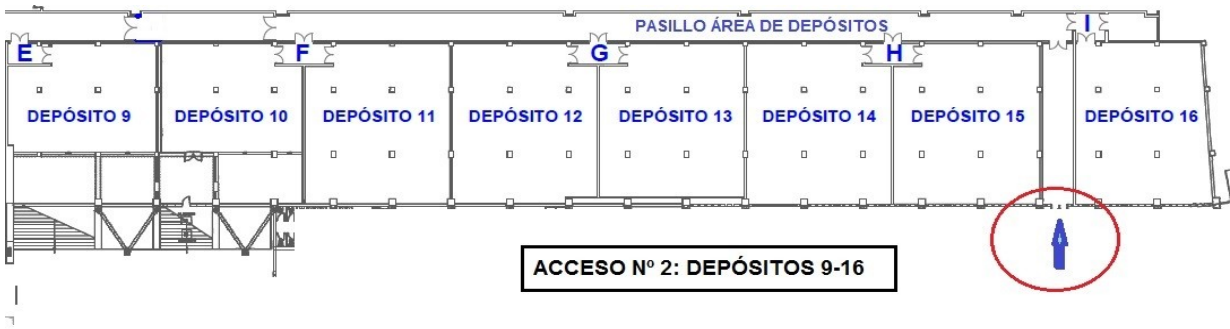 PASILLO ÁREA DE DEPÓSITOS
E
F
G
H
I
DEPÓSITO 9
DEPÓSITO 10
DEPÓSITO 11
DEPÓSITO 12
DEPÓSITO 13
DEPÓSITO 14
DEPÓSITO 15
DEPÓSITO 16
ACCESO Nº 2: DEPÓSITOS 9-16